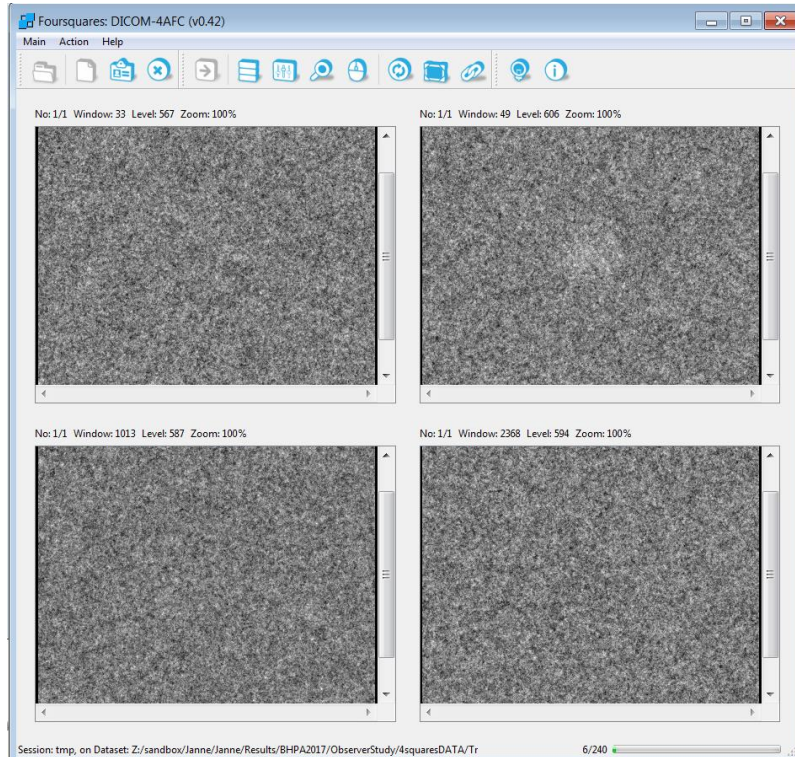 Foursquares: DICOM-4AFC (v0.42)
Main Action Help
No: 1/1 Window: 33 Level: 567 Zoom: 100%
No: 1/1 Window: 49 Level: 606 Zoom: 100%
No: 1/1 Window: 1013 Level: 587 Zoom: 100%
No: 1/1 Window: 2368 Level: 594 Zoom: 100%
Session: tmp, on Dataset: Z:/sandbox/Janne/Janne/Results/BHPA2017/ObserverStudy/4squaresDATA/Tr
6/240